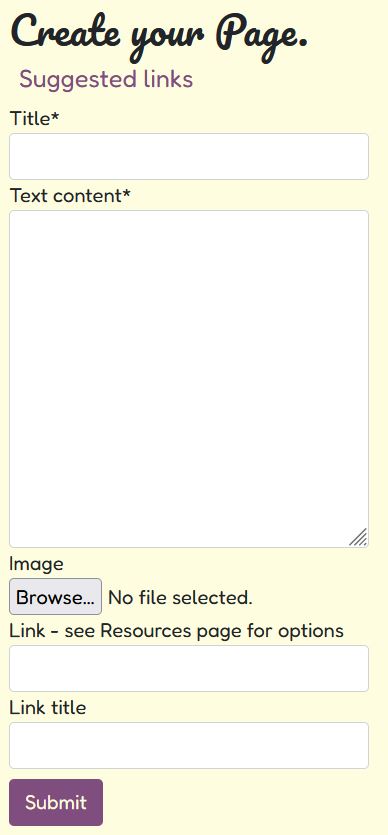 Create your Page.
Suggested links
Title*
Text content*
Image
Browse... No file selected.
Link - see Resources page for options
Link title
Submit